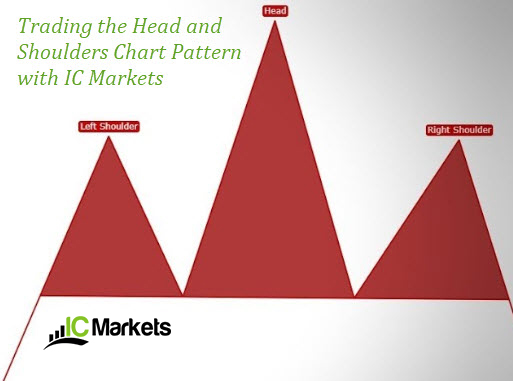 Trading the Head and
Shoulders Chart Pattern
with IC Markets
Head
Left Shoulder
Right Shoulder
IC Markets